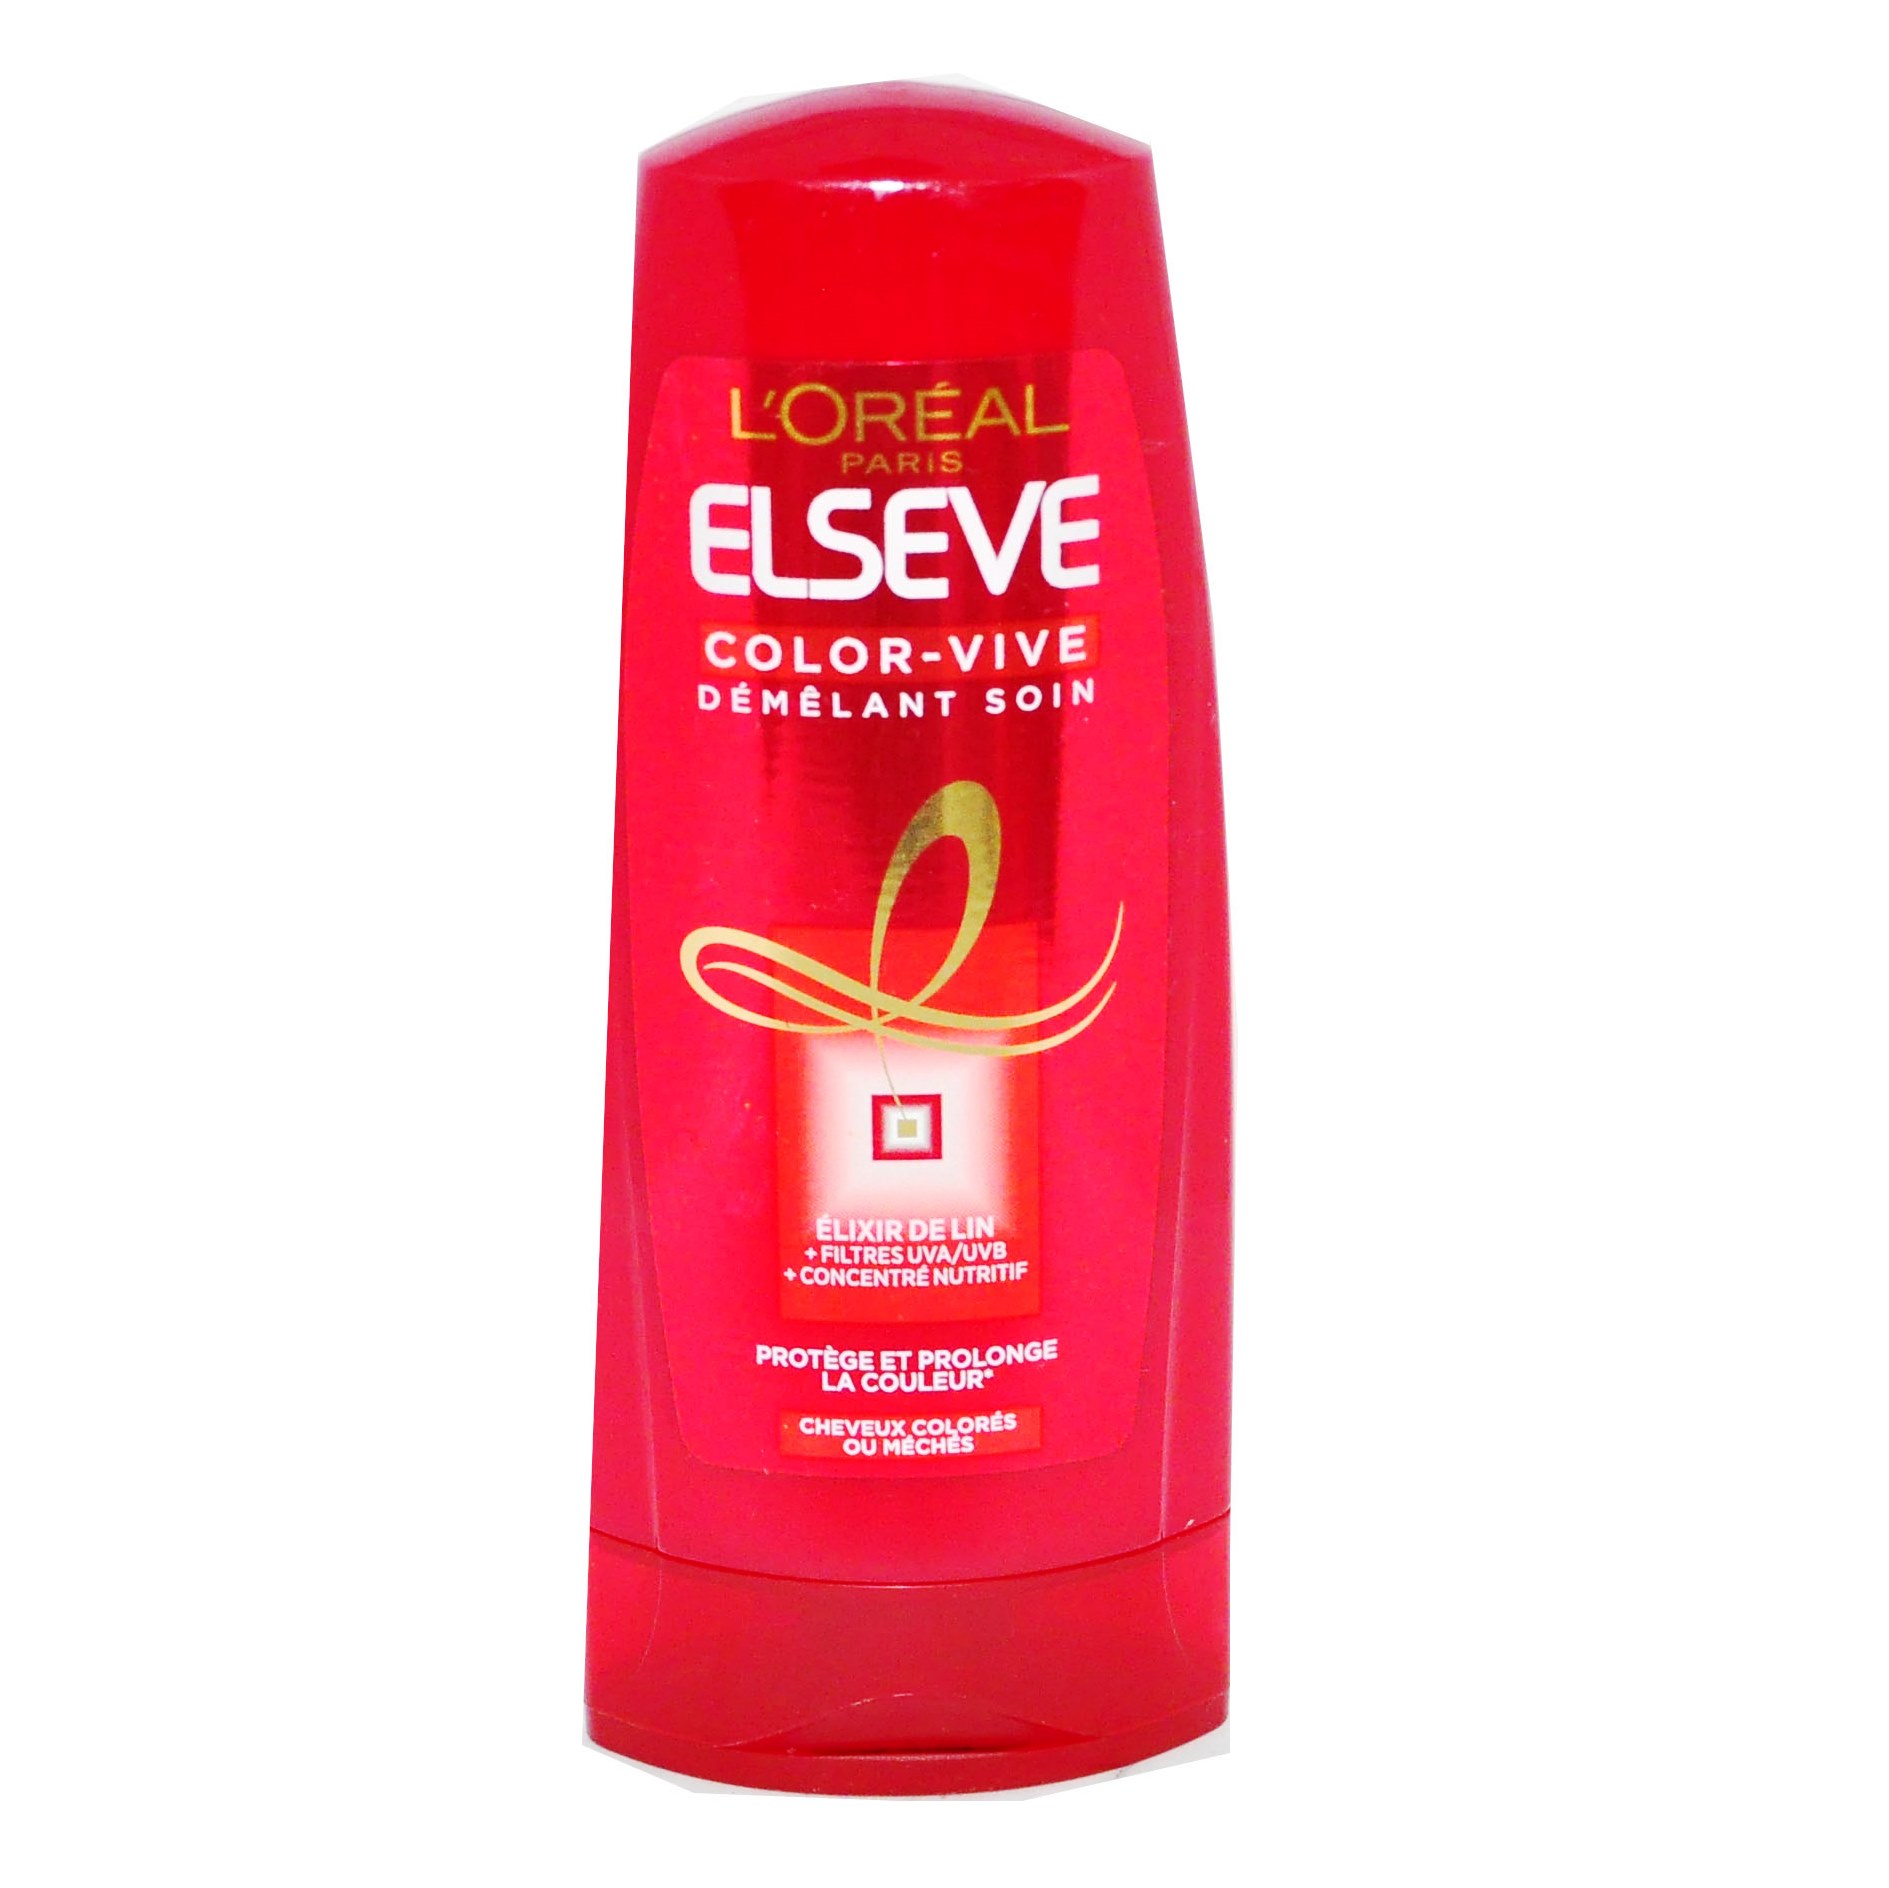 L'ORÉAL
PARIS
ELSEVE
COLOR-VIVE
DÉMÊLANT SOIN
ÉLIXIR DE LIN
+ FILTRES UVA/UVB
+ CONCENTRÉ NUTRITIF
PROTÈGE ET PROLONGE
LA COULEUR*
CHEVEUX COLORÉS
OU MÉCHÉS